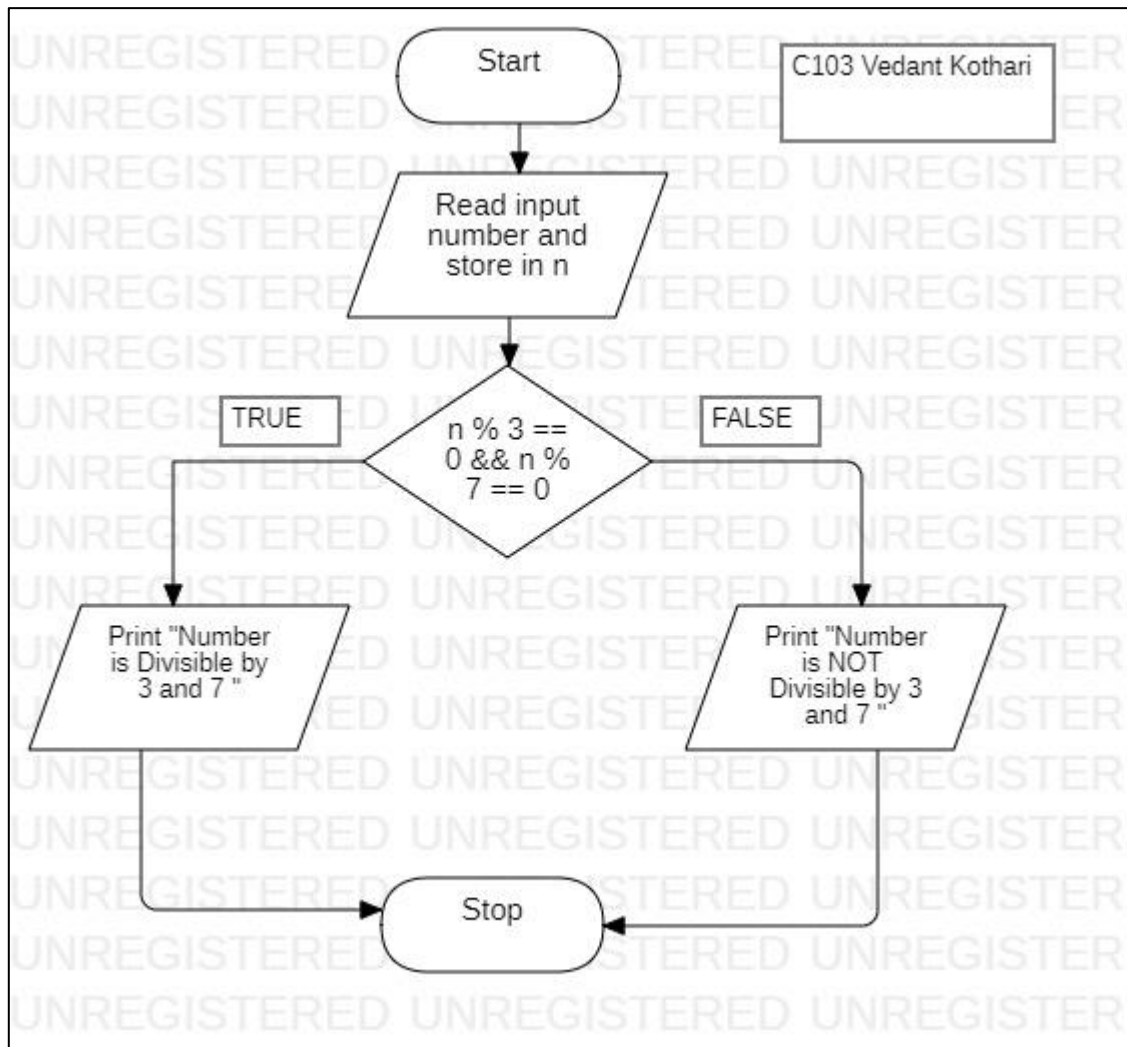 Start
C103 Vedant Kothari
Read input
number and
store in n
TRUE
n % 3 ==
0 && n %
7 == 0
FALSE
Print "Number
is Divisible by
3 and 7 "
Print "Number
is NOT
Divisible by 3
and 7 "
Stop
UNREGISTERED